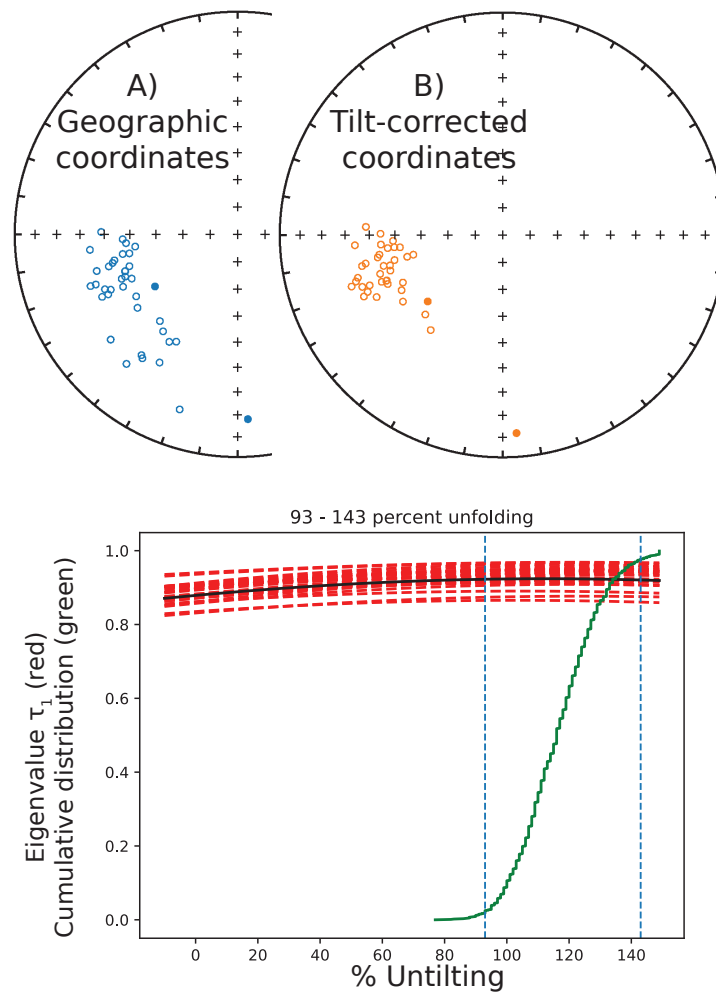 A)
Geographic
coordinates
B)
Tilt-corrected
coordinates
93 - 143 percent unfolding
1.0
0.8
0.6
0.4
0.2
0.0
Eigenvalue τ₁ (red)
Cumulative distribution (green)
0
20
40
60
80
100
120
140
% Untilting